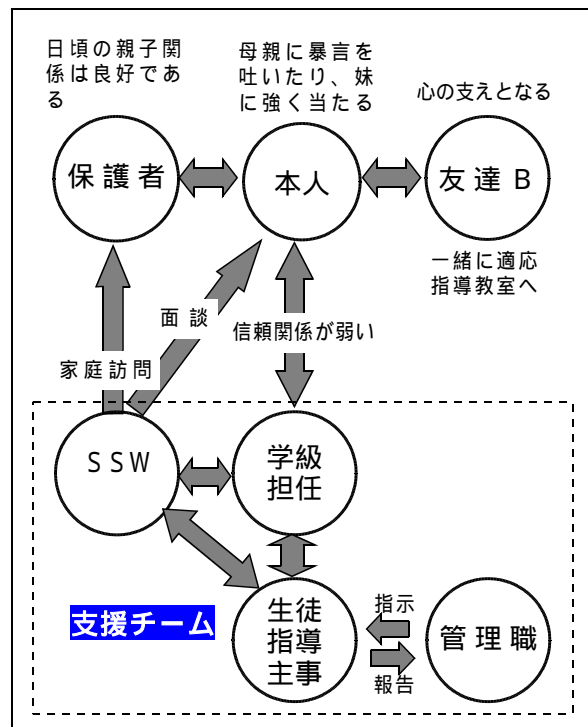 日頃の親子関
係は良好であ
る
母親に暴言を
吐いたり、妹
に強く当たる
心の支えとなる
保護者
本人
友達B
一緒に適応
指導教室へ
面談
信頼関係が弱い
家庭訪問
SSW
学級
担任
支援チーム
生徒
指導
主事
指示
報告
管理職